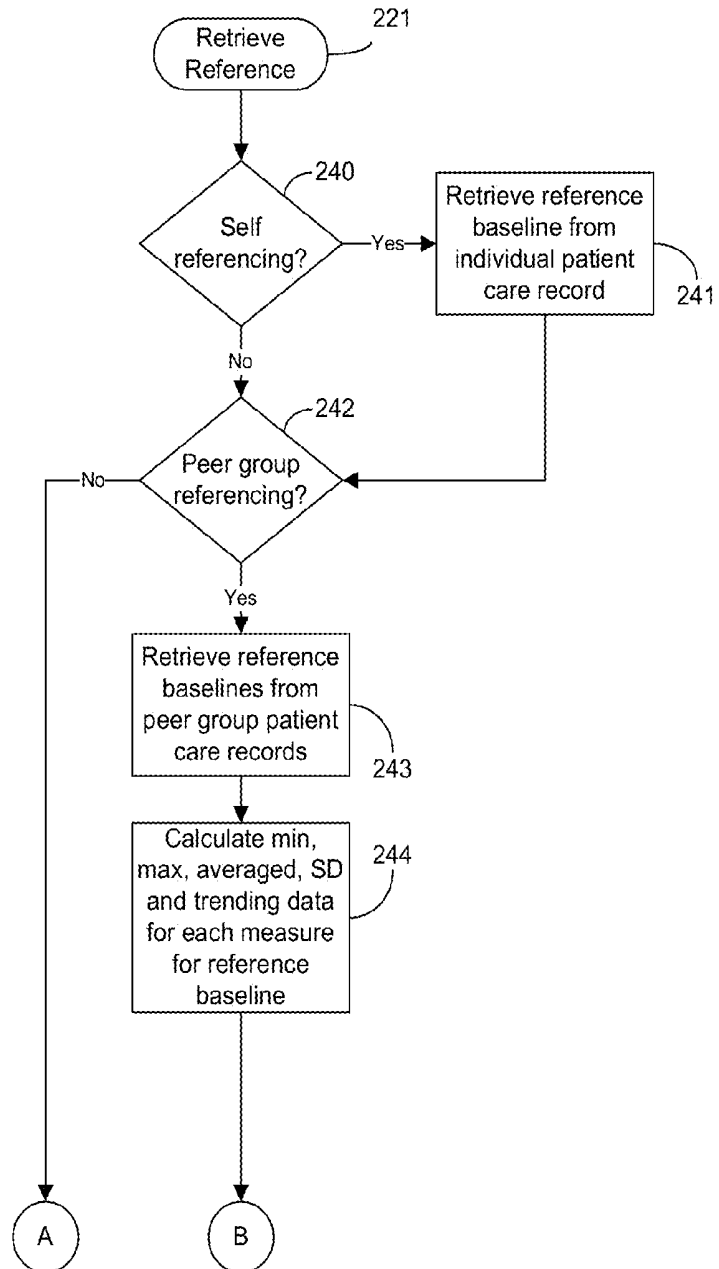 Retrieve
Reference
221
240
Self
referencing?
Yes
Retrieve reference
baseline from
individual patient
care record
241
No
242
Peer group
referencing?
No
Yes
Retrieve reference
baselines from
peer group patient
care records
243
Calculate min,
max, averaged, SD
and trending data
for each measure
for reference
baseline
244
A
B